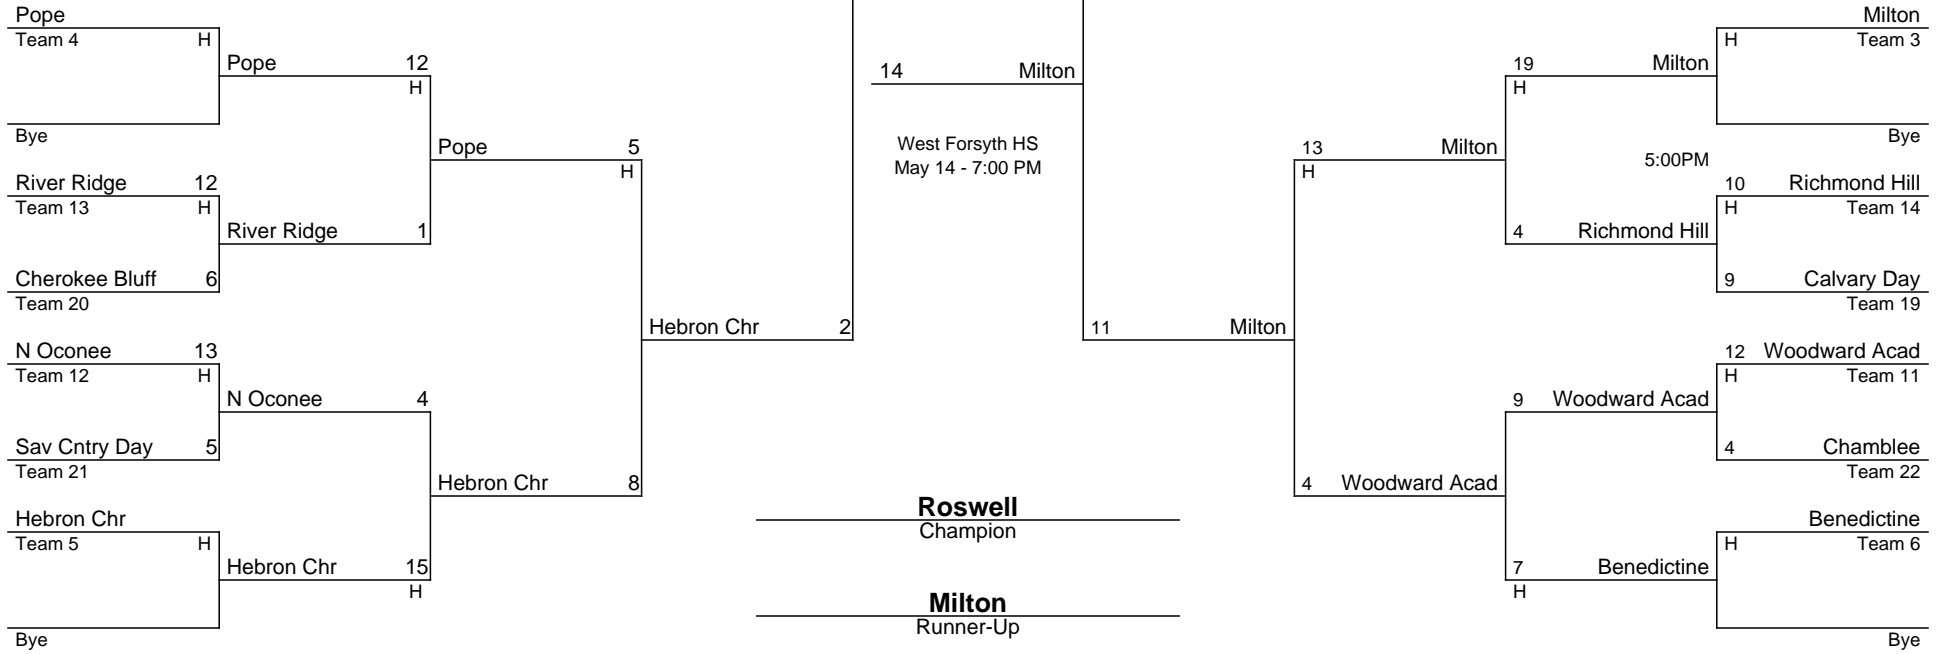 Pope
Team 4 H
Pope 12
H
Bye
Pope 5
H
River Ridge 12
Team 13 H
River Ridge 1
Cherokee Bluff 6
Team 20
Hebron Chr 2
N Oconee 13
Team 12 H
N Oconee 4
Sav Cntry Day 5
Team 21
Hebron Chr 8
Hebron Chr
Team 5 H
Hebron Chr 15
H
Bye
14 Milton
West Forsyth HS
May 14 - 7:00 PM
Roswell
Champion
Milton
Runner-Up
11 Milton
13 Milton
H
4 Woodward Acad
19 Milton
H
5:00PM
4 Richmond Hill
9 Woodward Acad
7 Benedictine
H
Milton
H Team 3
Bye
10 Richmond Hill
H Team 14
9 Calvary Day
Team 19
12 Woodward Acad
H Team 11
4 Chamblee
Team 22
Benedictine
H Team 6
Bye